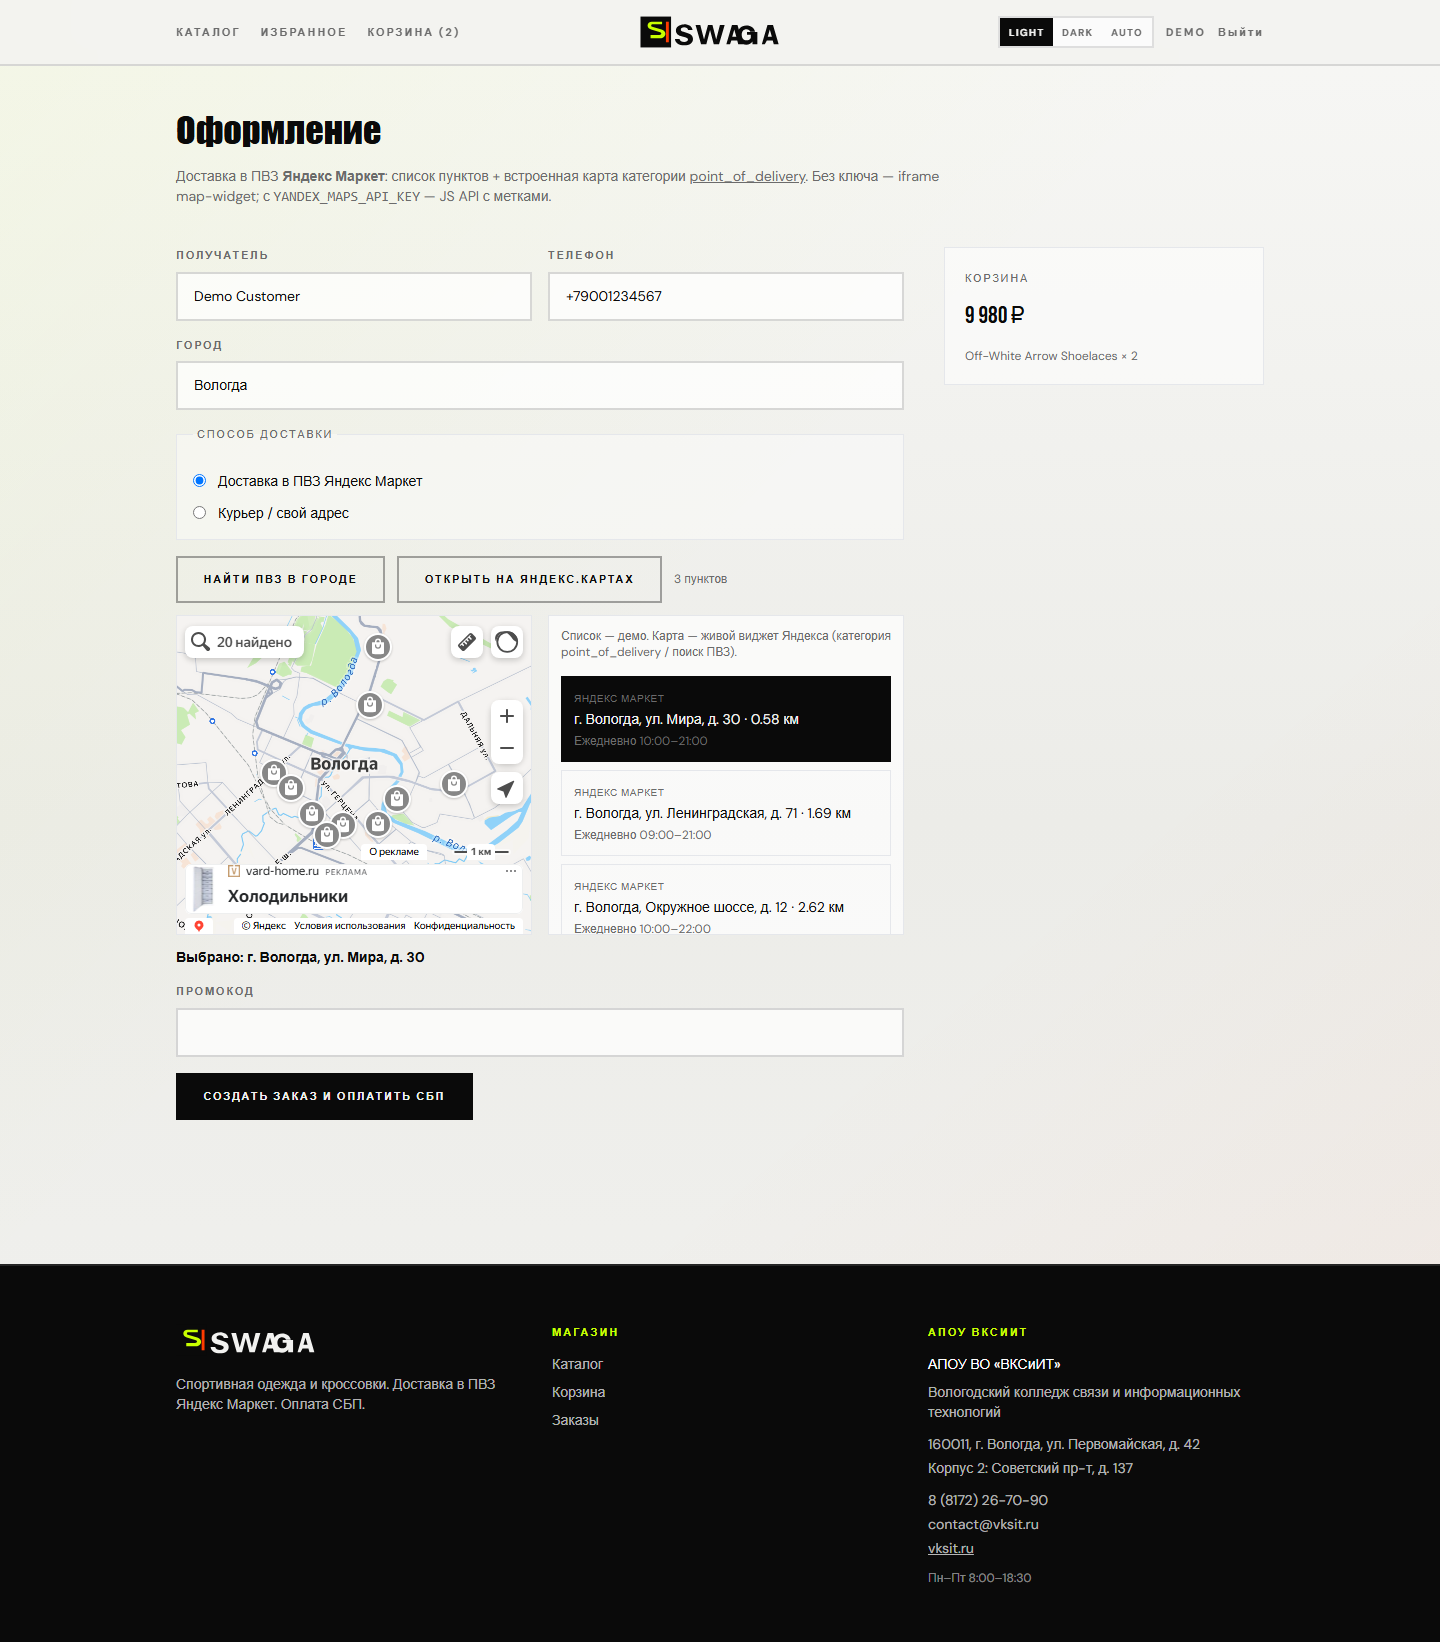 КАТАЛОГ ИЗБРАННОЕ КОРЗИНА (2)
S SWAGA
LIGHT DARK AUTO DEMO Выйти
Оформление
Доставка в ПВЗ Яндекс Маркет: список пунктов + встроенная карта категории point_of_delivery. Без ключа — iframe
map-widget; с YANDEX_MAPS_API_KEY — JS API с метками.
ПОЛУЧАТЕЛЬ
Demo Customer
ТЕЛЕФОН
+79001234567
ГОРОД
Вологда
СПОСОБ ДОСТАВКИ
Доставка в ПВЗ Яндекс Маркет
Курьер / свой адрес
НАЙТИ ПВЗ В ГОРОДЕ
ОТКРЫТЬ НА ЯНДЕКС.КАРТАХ
3 пунктов
20 найдено
р. Вологда
ДАЛЬНЯЯ ул.
Вологда
ЛЕНИНГРАД
ул. ГЕРЦЕН
О рекламе
1 км
vard-home.ru РЕКЛАМА
Холодильники
© Яндекс Условия использования Конфиденциальность
Список — демо. Карта — живой виджет Яндекса (категория
point_of_delivery / поиск ПВЗ).
ЯНДЕКС МАРКЕТ
г. Вологда, ул. Мира, д. 30 · 0.58 км
Ежедневно 10:00–21:00
ЯНДЕКС МАРКЕТ
г. Вологда, ул. Ленинградская, д. 71 · 1.69 км
Ежедневно 09:00–21:00
ЯНДЕКС МАРКЕТ
г. Вологда, Окружное шоссе, д. 12 · 2.62 км
Ежедневно 10:00–22:00
Выбрано: г. Вологда, ул. Мира, д. 30
ПРОМОКОД
СОЗДАТЬ ЗАКАЗ И ОПЛАТИТЬ СБП
КОРЗИНА
9 980 ₽
Off-White Arrow Shoelaces × 2
S SWAGA
Спортивная одежда и кроссовки. Доставка в ПВЗ
Яндекс Маркет. Оплата СБП.
МАГАЗИН
Каталог
Корзина
Заказы
АПОУ ВКСИИТ
АПОУ ВО «ВКСиИТ»
Вологодский колледж связи и информационных
технологий
160011, г. Вологда, ул. Первомайская, д. 42
Корпус 2: Советский пр-т, д. 137
8 (8172) 26-70-90
contact@vksit.ru
vksit.ru
Пн–Пт 8:00–18:30